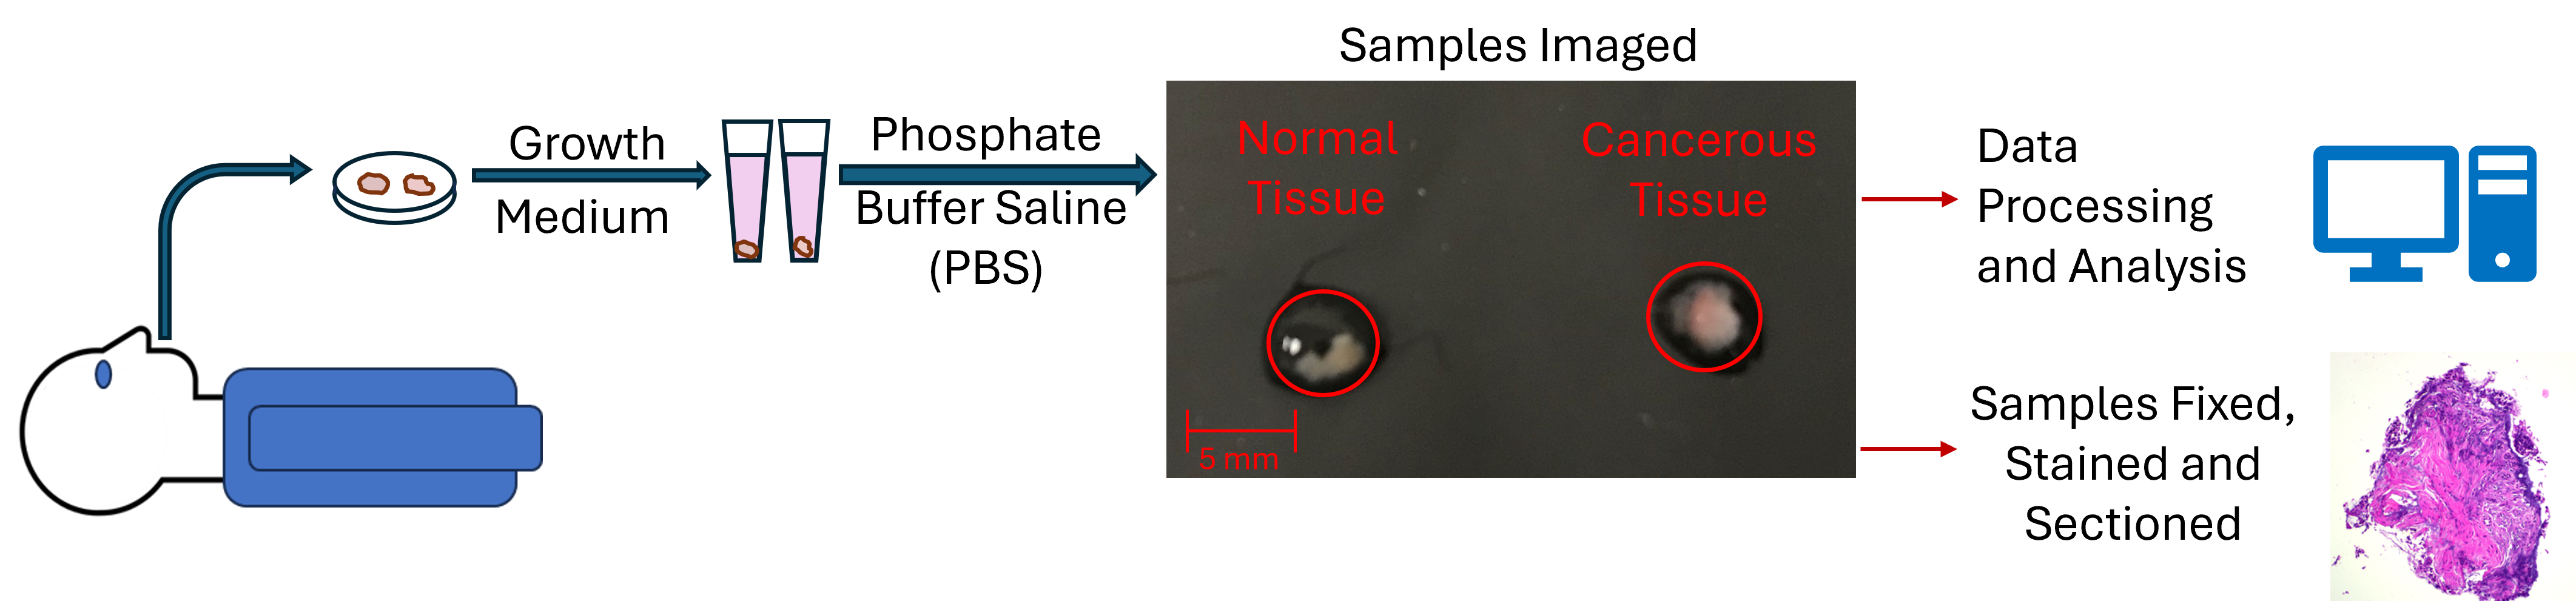 Samples Imaged
Growth
Medium
Phosphate
Buffer Saline
(PBS)
Normal
Tissue
Cancerous
Tissue
5 mm
Data
Processing
and Analysis
Samples Fixed,
Stained and
Sectioned